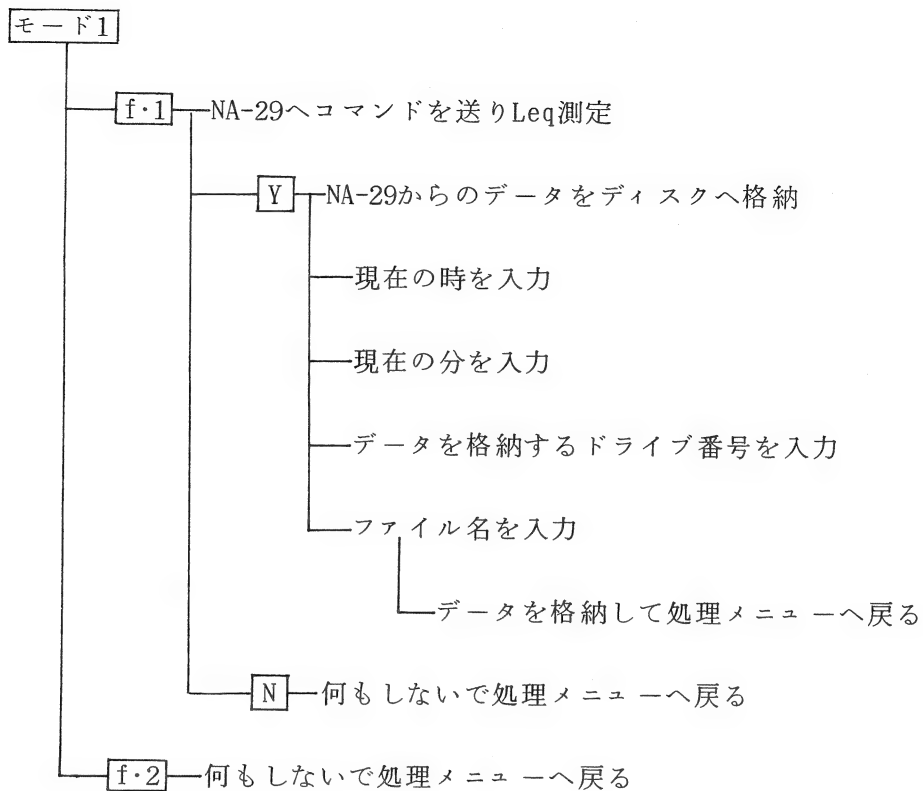 モード1
f・1 NA-29へコマンドを送りLeq測定
Y NA-29からのデータをディスクへ格納
現在の時を入力
現在の分を入力
データを格納するドライブ番号を入力
ファイル名を入力
データを格納して処理メニューへ戻る
N 何もしないで処理メニューへ戻る
f・2 何もしないで処理メニューへ戻る